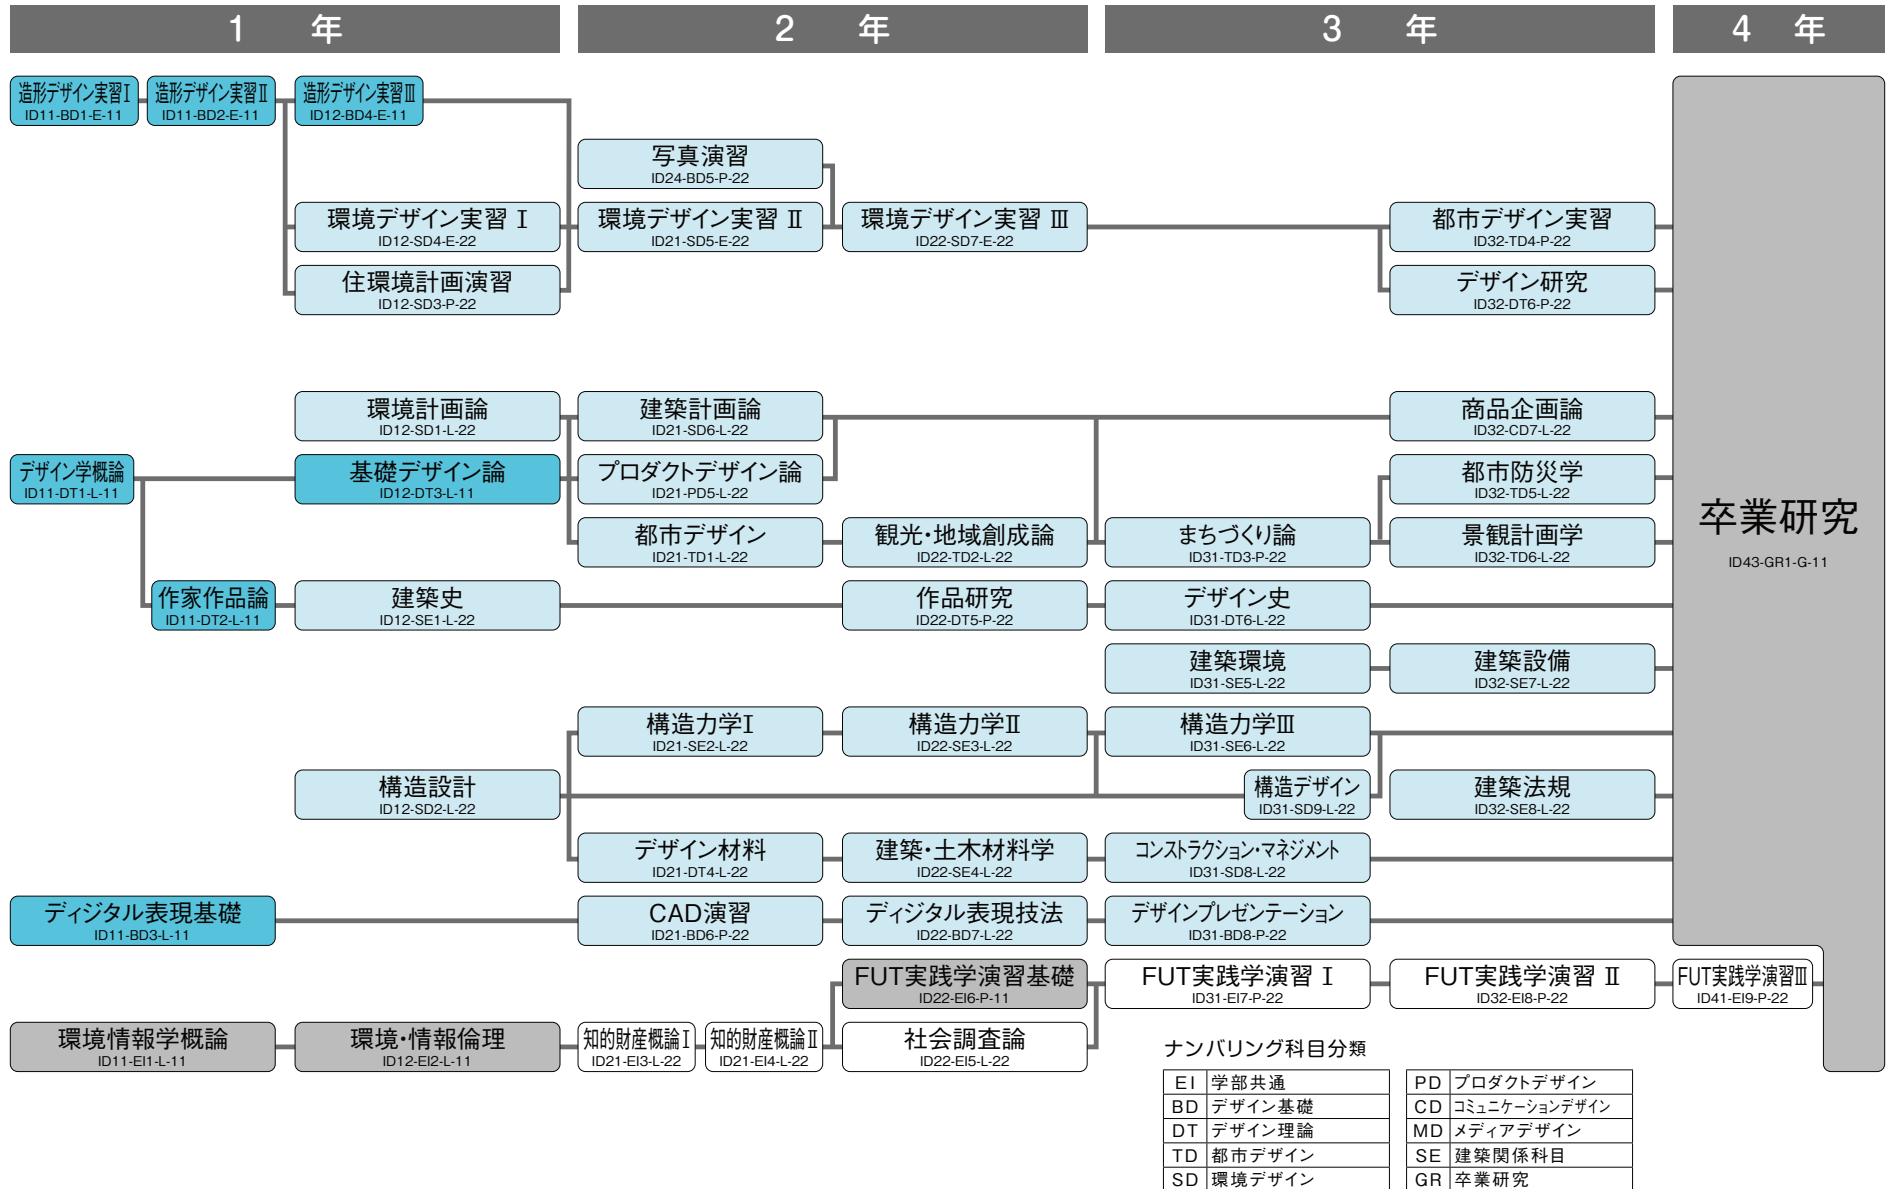 1 年
2 年
3 年
4 年
造形デザイン実習Ⅰ
ID11-BD1-E-11
造形デザイン実習Ⅱ
ID11-BD2-E-11
造形デザイン実習Ⅲ
ID12-BD4-E-11
写真演習
ID24-BD5-P-22
環境デザイン実習 Ⅰ
ID12-SD4-E-22
環境デザイン実習 Ⅱ
ID21-SD5-E-22
環境デザイン実習 Ⅲ
ID22-SD7-E-22
都市デザイン実習
ID32-TD4-P-22
住環境計画演習
ID12-SD3-P-22
デザイン研究
ID32-DT6-P-22
環境計画論
ID12-SD1-L-22
建築計画論
ID21-SD6-L-22
商品企画論
ID32-CD7-L-22
デザイン学概論
ID11-DT1-L-11
基礎デザイン論
ID12-DT3-L-11
プロダクトデザイン論
ID21-PD5-L-22
都市防災学
ID32-TD5-L-22
卒業研究
ID43-GR1-G-11
都市デザイン
ID21-TD1-L-22
観光・地域創成論
ID22-TD2-L-22
まちづくり論
ID31-TD3-P-22
景観計画学
ID32-TD6-L-22
作家作品論
ID11-DT2-L-11
建築史
ID12-SE1-L-22
作品研究
ID22-DT5-P-22
デザイン史
ID31-DT6-L-22
建築環境
ID31-SE5-L-22
建築設備
ID32-SE7-L-22
構造力学Ⅰ
ID21-SE2-L-22
構造力学Ⅱ
ID22-SE3-L-22
構造力学Ⅲ
ID31-SE6-L-22
構造設計
ID12-SD2-L-22
構造デザイン
ID31-SD9-L-22
建築法規
ID32-SE8-L-22
デザイン材料
ID21-DT4-L-22
建築・土木材料学
ID22-SE4-L-22
コンストラクション・マネジメント
ID31-SD8-L-22
ディジタル表現基礎
ID11-BD3-L-11
CAD演習
ID21-BD6-P-22
ディジタル表現技法
ID22-BD7-L-22
デザインプレゼンテーション
ID31-BD8-P-22
FUT実践学演習基礎
ID22-EI6-P-11
FUT実践学演習 Ⅰ
ID31-EI7-P-22
FUT実践学演習 Ⅱ
ID32-EI8-P-22
FUT実践学演習Ⅲ
ID41-EI9-P-22
環境情報学概論
ID11-EI1-L-11
環境・情報倫理
ID12-EI2-L-11
知的財産概論Ⅰ
ID21-EI3-L-22
知的財産概論Ⅱ
ID21-EI4-L-22
社会調査論
ID22-EI5-L-22
ナンバリング科目分類
EI 学部共通
BD デザイン基礎
DT デザイン理論
TD 都市デザイン
SD 環境デザイン
PD プロダクトデザイン
CD コミュニケーションデザイン
MD メディアデザイン
SE 建築関係科目
GR 卒業研究